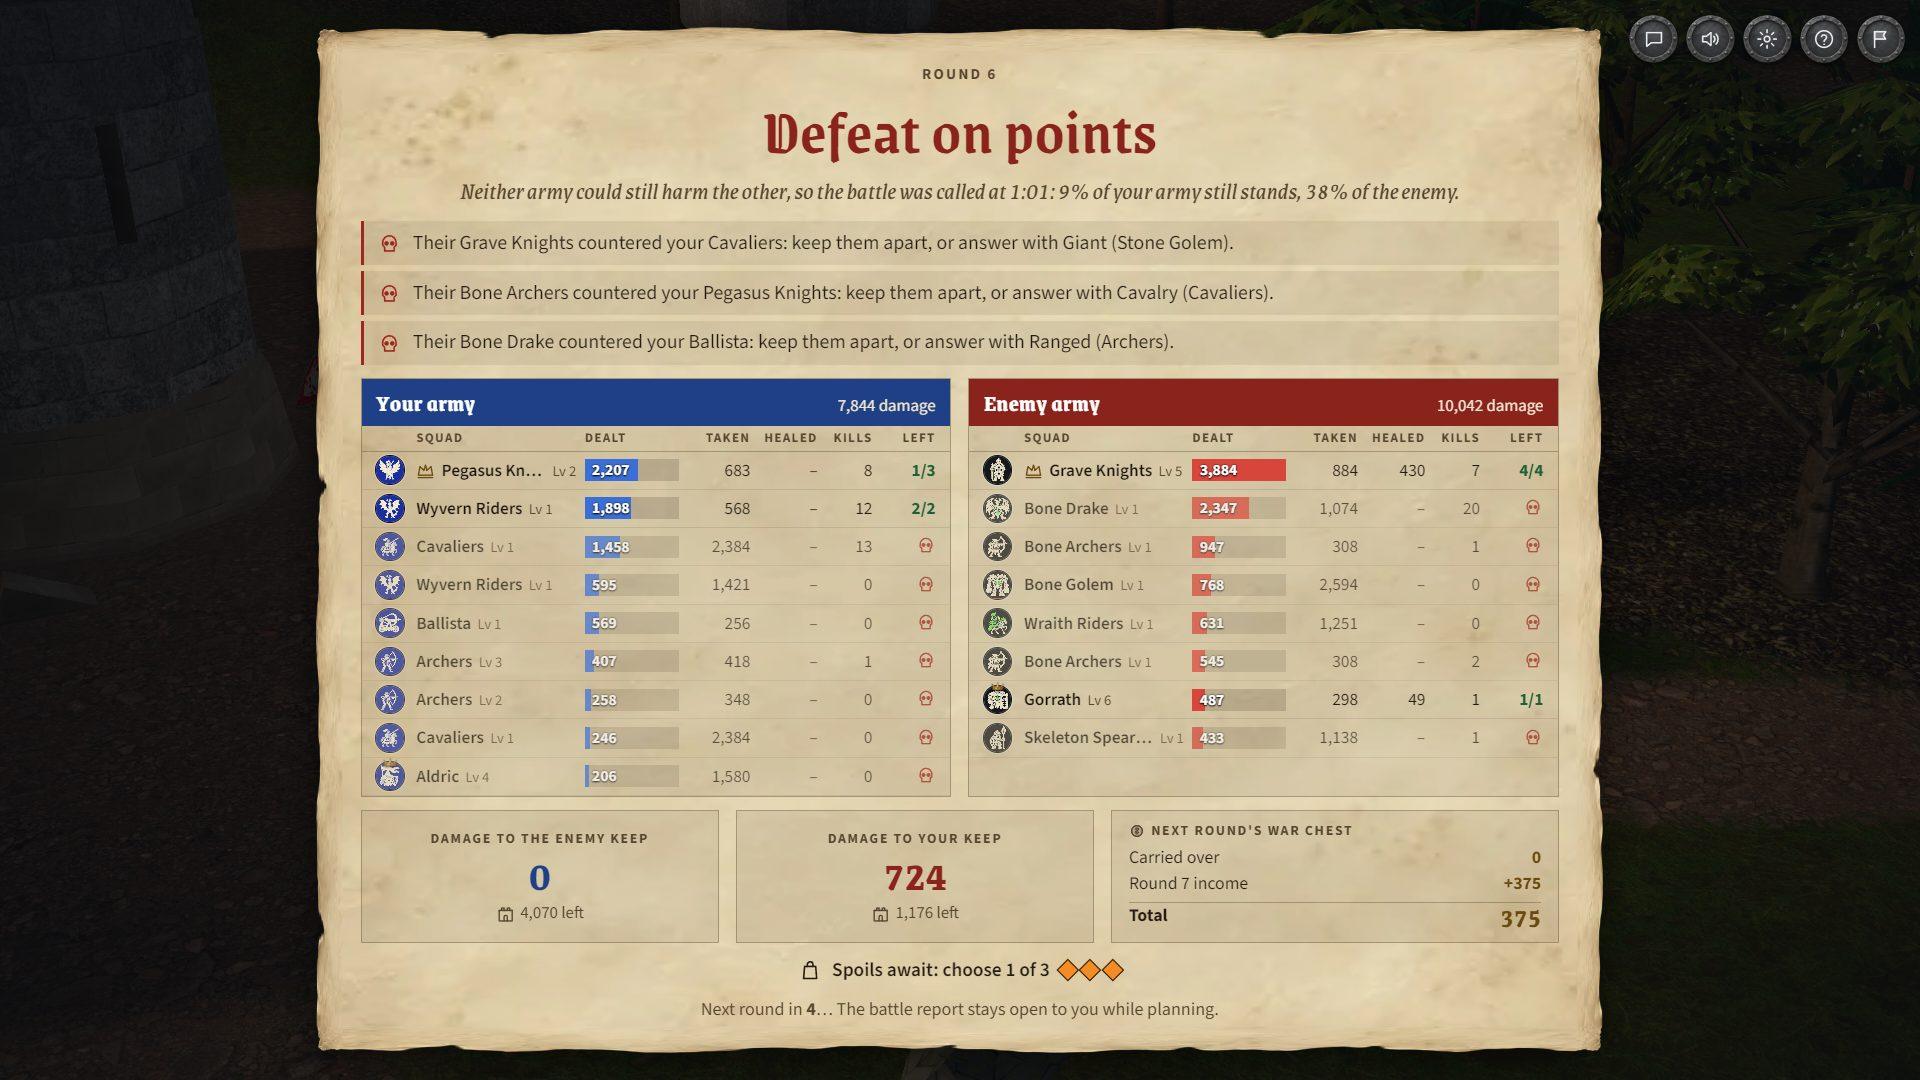 ROUND 6
Defeat on points
Neither army could still harm the other, so the battle was called at 1:01: 9% of your army still stands, 38% of the enemy.
Their Grave Knights countered your Cavaliers: keep them apart, or answer with Giant (Stone Golem).
Their Bone Archers countered your Pegasus Knights: keep them apart, or answer with Cavalry (Cavaliers).
Their Bone Drake countered your Ballista: keep them apart, or answer with Ranged (Archers).
Your army 7,844 damage
SQUAD DEALT TAKEN HEALED KILLS LEFT
Pegasus Kn... Lv 2 2,207 683 – 8 1/3
Wyvern Riders Lv 1 1,898 568 – 12 2/2
Cavaliers Lv 1 1,458 2,384 – 13
Wyvern Riders Lv 1 595 1,421 – 0
Ballista Lv 1 569 256 – 0
Archers Lv 3 407 418 – 1
Archers Lv 2 258 348 – 0
Cavaliers Lv 1 246 2,384 – 0
Aldric Lv 4 206 1,580 – 0
Enemy army 10,042 damage
SQUAD DEALT TAKEN HEALED KILLS LEFT
Grave Knights Lv 5 3,884 884 430 7 4/4
Bone Drake Lv 1 2,347 1,074 – 20
Bone Archers Lv 1 947 308 – 1
Bone Golem Lv 1 768 2,594 – 0
Wraith Riders Lv 1 631 1,251 – 0
Bone Archers Lv 1 545 308 – 2
Gorrath Lv 6 487 298 49 1 1/1
Skeleton Spear... Lv 1 433 1,138 – 1
DAMAGE TO THE ENEMY KEEP
0
4,070 left
DAMAGE TO YOUR KEEP
724
1,176 left
NEXT ROUND'S WAR CHEST
Carried over 0
Round 7 income +375
Total 375
Spoils await: choose 1 of 3
Next round in 4... The battle report stays open to you while planning.